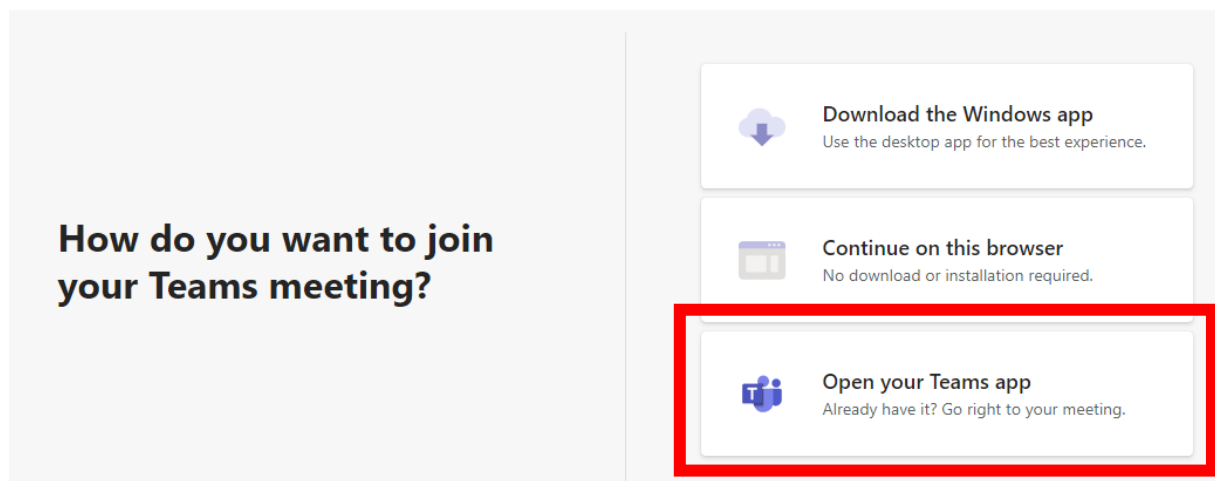 How do you want to join
your Teams meeting?
Download the Windows app
Use the desktop app for the best experience.
Continue on this browser
No download or installation required.
T
Open your Teams app
Already have it? Go right to your meeting.